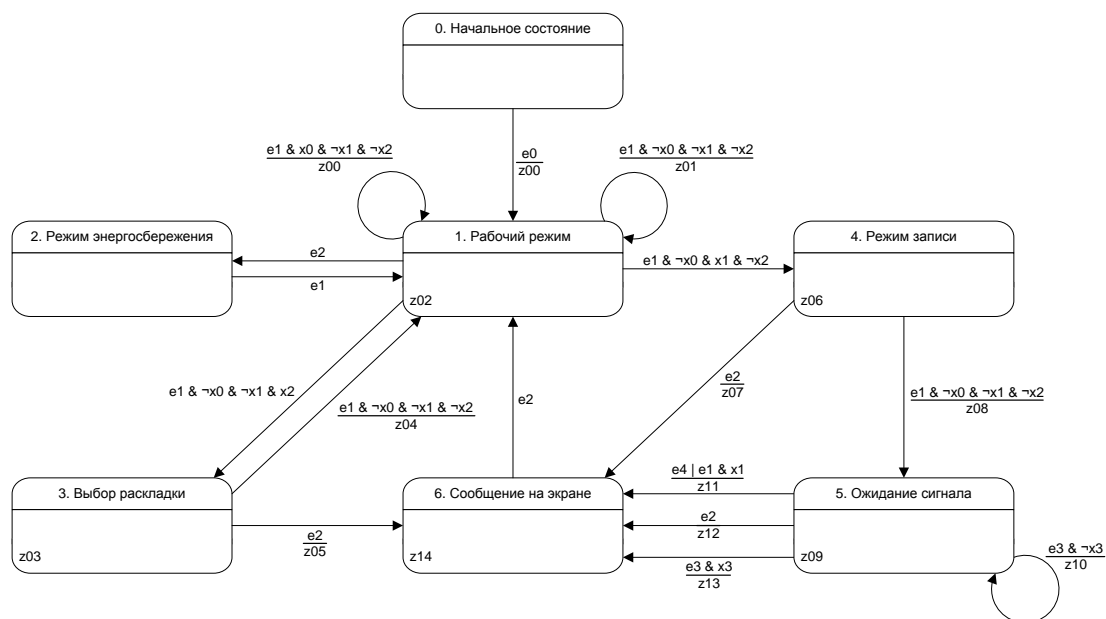 0. Начальное состояние
e1 & x0 & ¬x1 & ¬x2
z00
e0
z00
e1 & ¬x0 & ¬x1 & ¬x2
z01
2. Режим энергосбережения
1. Рабочий режим
z02
4. Режим записи
z06
e2
e1
e1 & ¬x0 & x1 & ¬x2
e1 & ¬x0 & ¬x1 & x2
e1 & ¬x0 & ¬x1 & ¬x2
z04
e2
e2
z07
e1 & ¬x0 & ¬x1 & ¬x2
z08
3. Выбор раскладки
z03
e2
z05
6. Сообщение на экране
z14
e4 | e1 & x1
z11
e2
z12
e3 & x3
z13
5. Ожидание сигнала
z09
e3 & ¬x3
z10